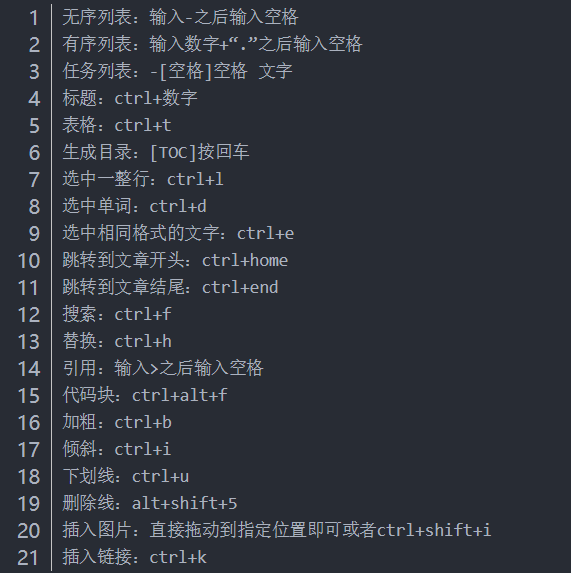 1 无序列表：输入-之后输入空格
2 有序列表：输入数字+“.”之后输入空格
3 任务列表：-[空格]空格 文字
4 标题：ctrl+数字
5 表格：ctrl+t
6 生成目录：[TOC]按回车
7 选中一整行：ctrl+l
8 选中单词：ctrl+d
9 选中相同格式的文字：ctrl+e
10 跳转到文章开头：ctrl+home
11 跳转到文章结尾：ctrl+end
12 搜索：ctrl+f
13 替换：ctrl+h
14 引用：输入>之后输入空格
15 代码块：ctrl+alt+f
16 加粗：ctrl+b
17 倾斜：ctrl+i
18 下划线：ctrl+u
19 删除线：alt+shift+5
20 插入图片：直接拖动到指定位置即可或者ctrl+shift+i
21 插入链接：ctrl+k